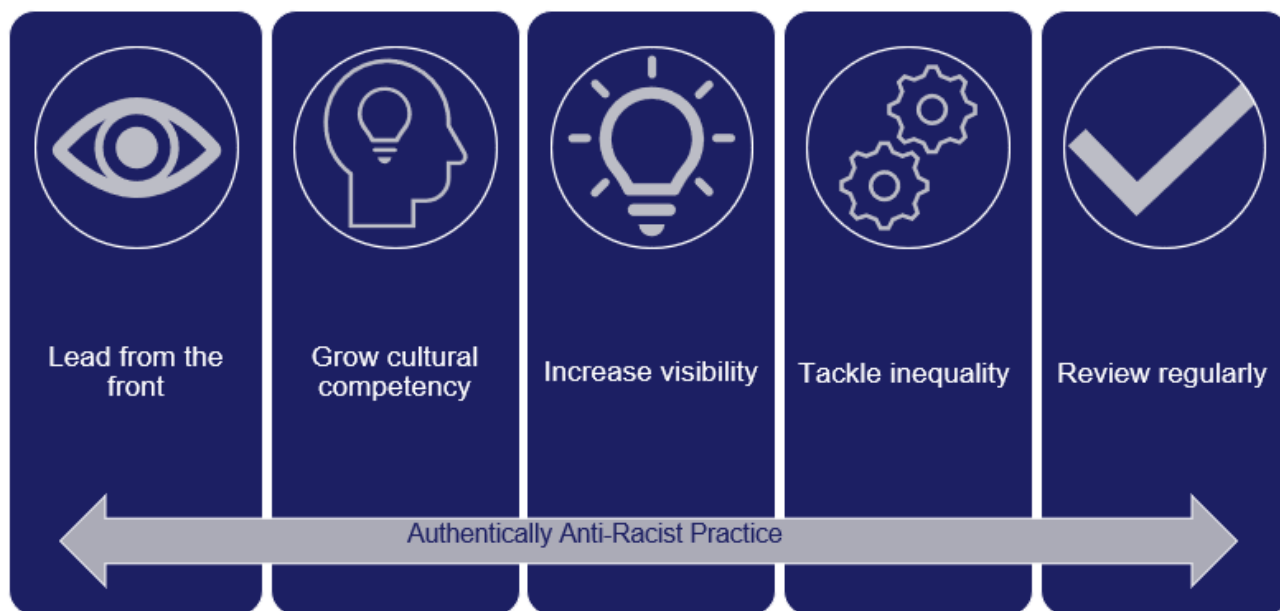 Lead from the
front
Grow cultural
competency
Increase visibility
Tackle inequality
Review regularly
Authentically Anti-Racist Practice